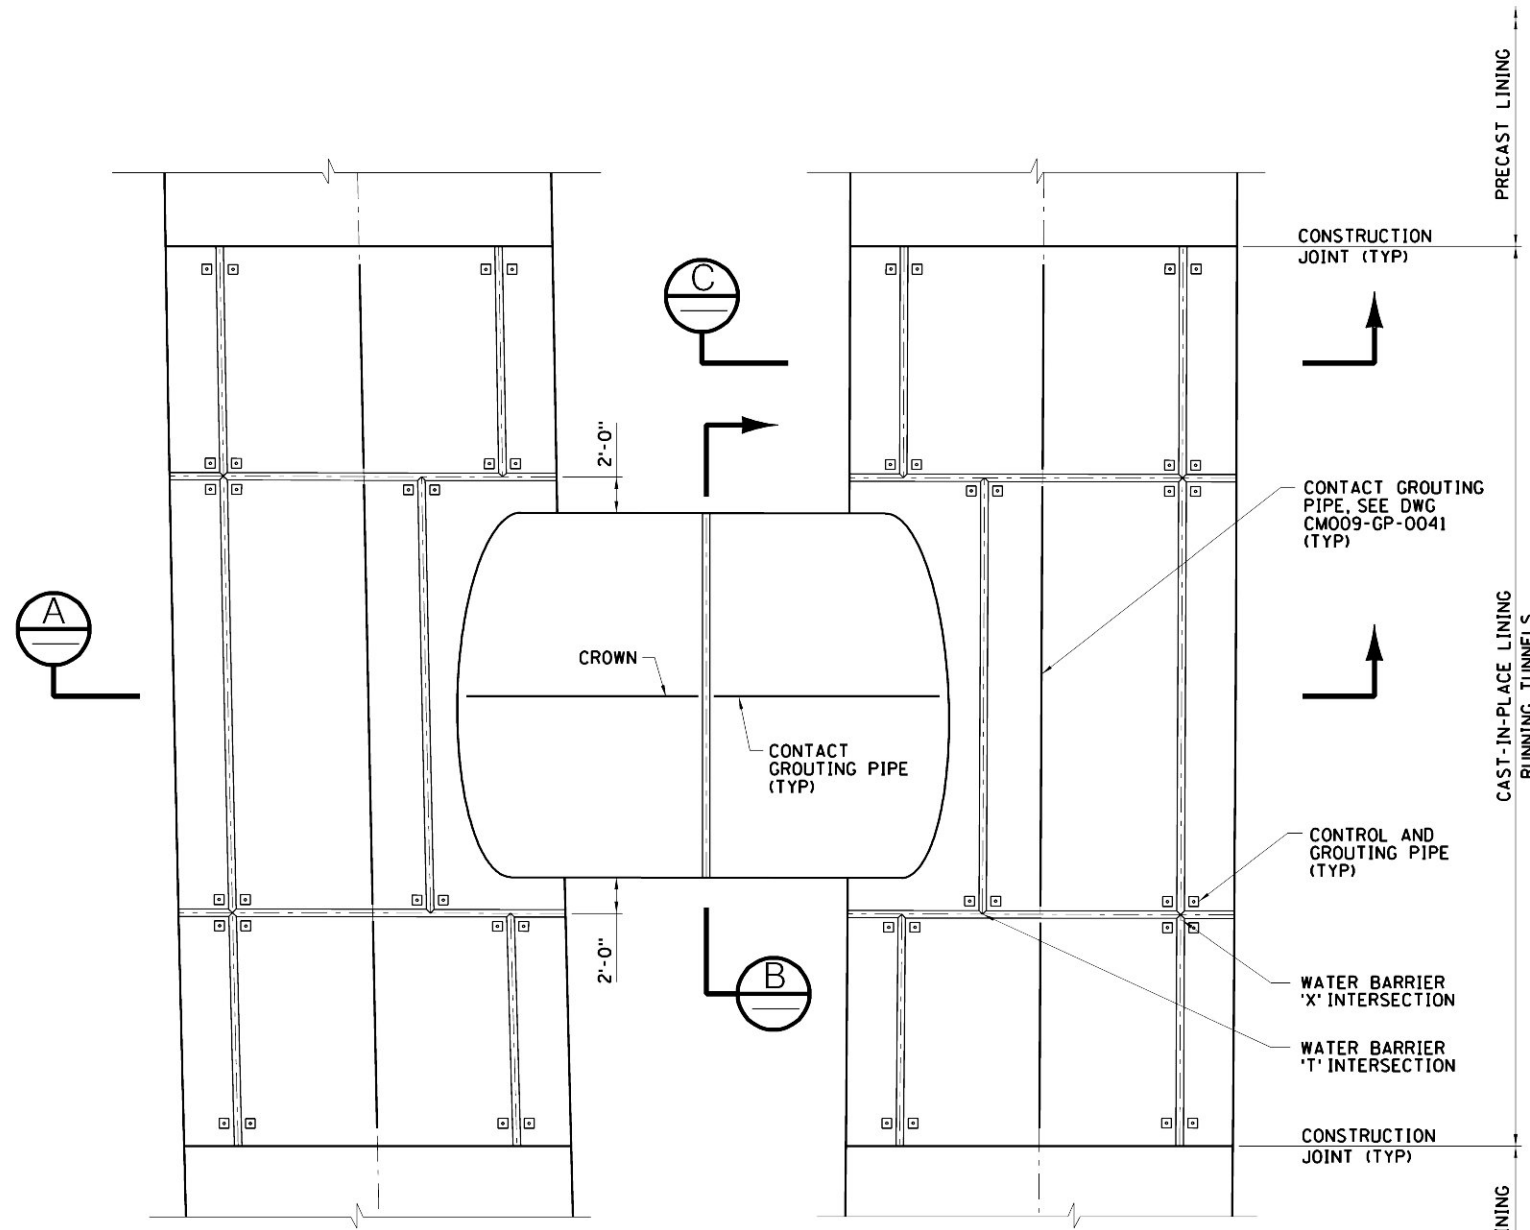 PRECAST LINING
CONSTRUCTION
JOINT (TYP)
C
2'-0"
CONTACT GROUTING
PIPE, SEE DWG
CM009-GP-0041
(TYP)
A
CROWN
CONTACT
GROUTING PIPE
(TYP)
CAST-IN-PLACE LINING
RUNNING TUNNELS
CONTROL AND
GROUTING PIPE
(TYP)
2'-0"
B
WATER BARRIER
'X' INTERSECTION
WATER BARRIER
'T' INTERSECTION
CONSTRUCTION
JOINT (TYP)